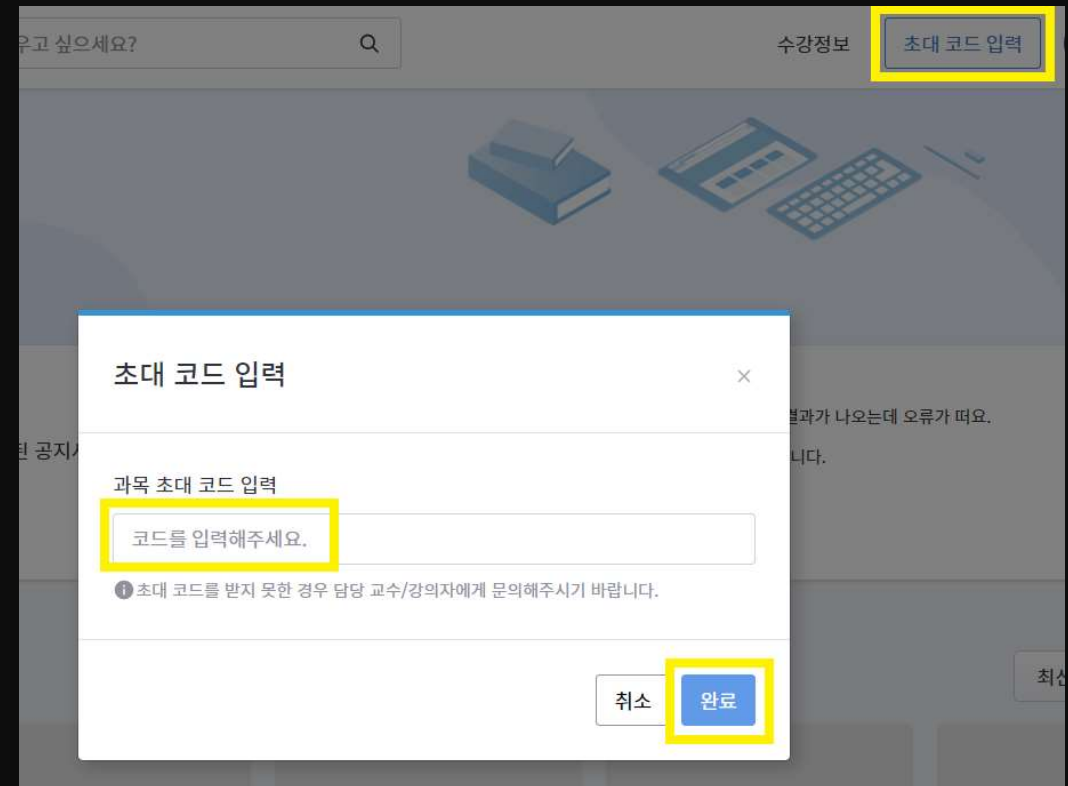 우고 싶으세요?
수강정보
초대 코드 입력
초대 코드 입력
×
결과가 나오는데 오류가 떠요.
된 공지
니다.
과목 초대 코드 입력
코드를 입력해주세요.
초대 코드를 받지 못한 경우 담당 교수/강의자에게 문의해주시기 바랍니다.
취소
완료
최신